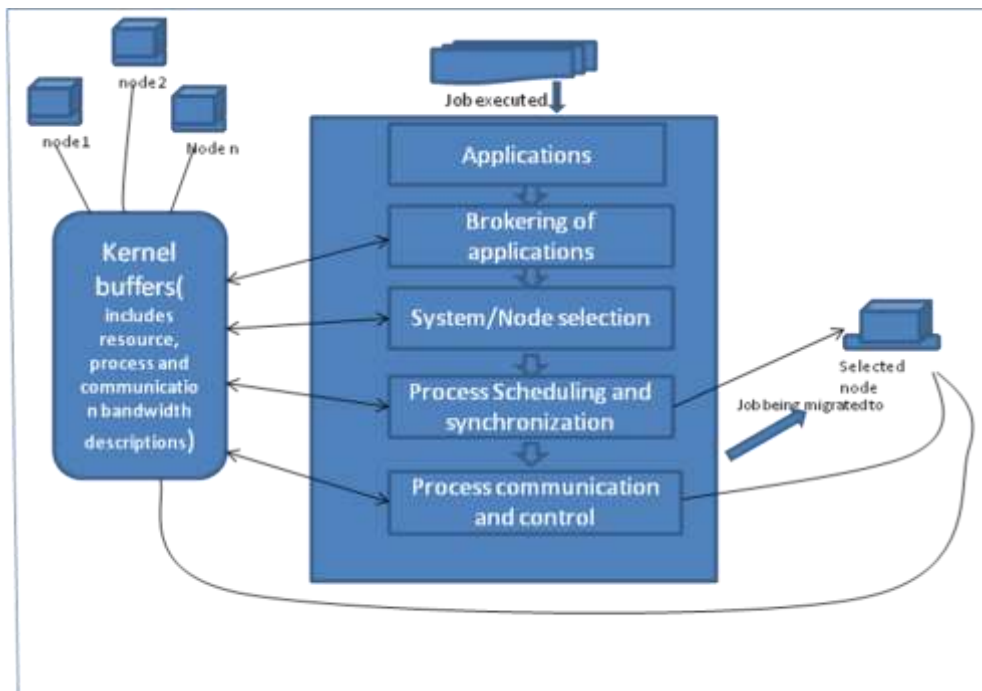 node2
node1
Node n
Job executed
Applications
Brokering of
applications
Kernel
buffers(
includes
resource,
process and
communicatio
n bandwidth
descriptions)
System/Node selection
Process Scheduling and
synchronization
Process communication
and control
Selected
node
Job being migrated to